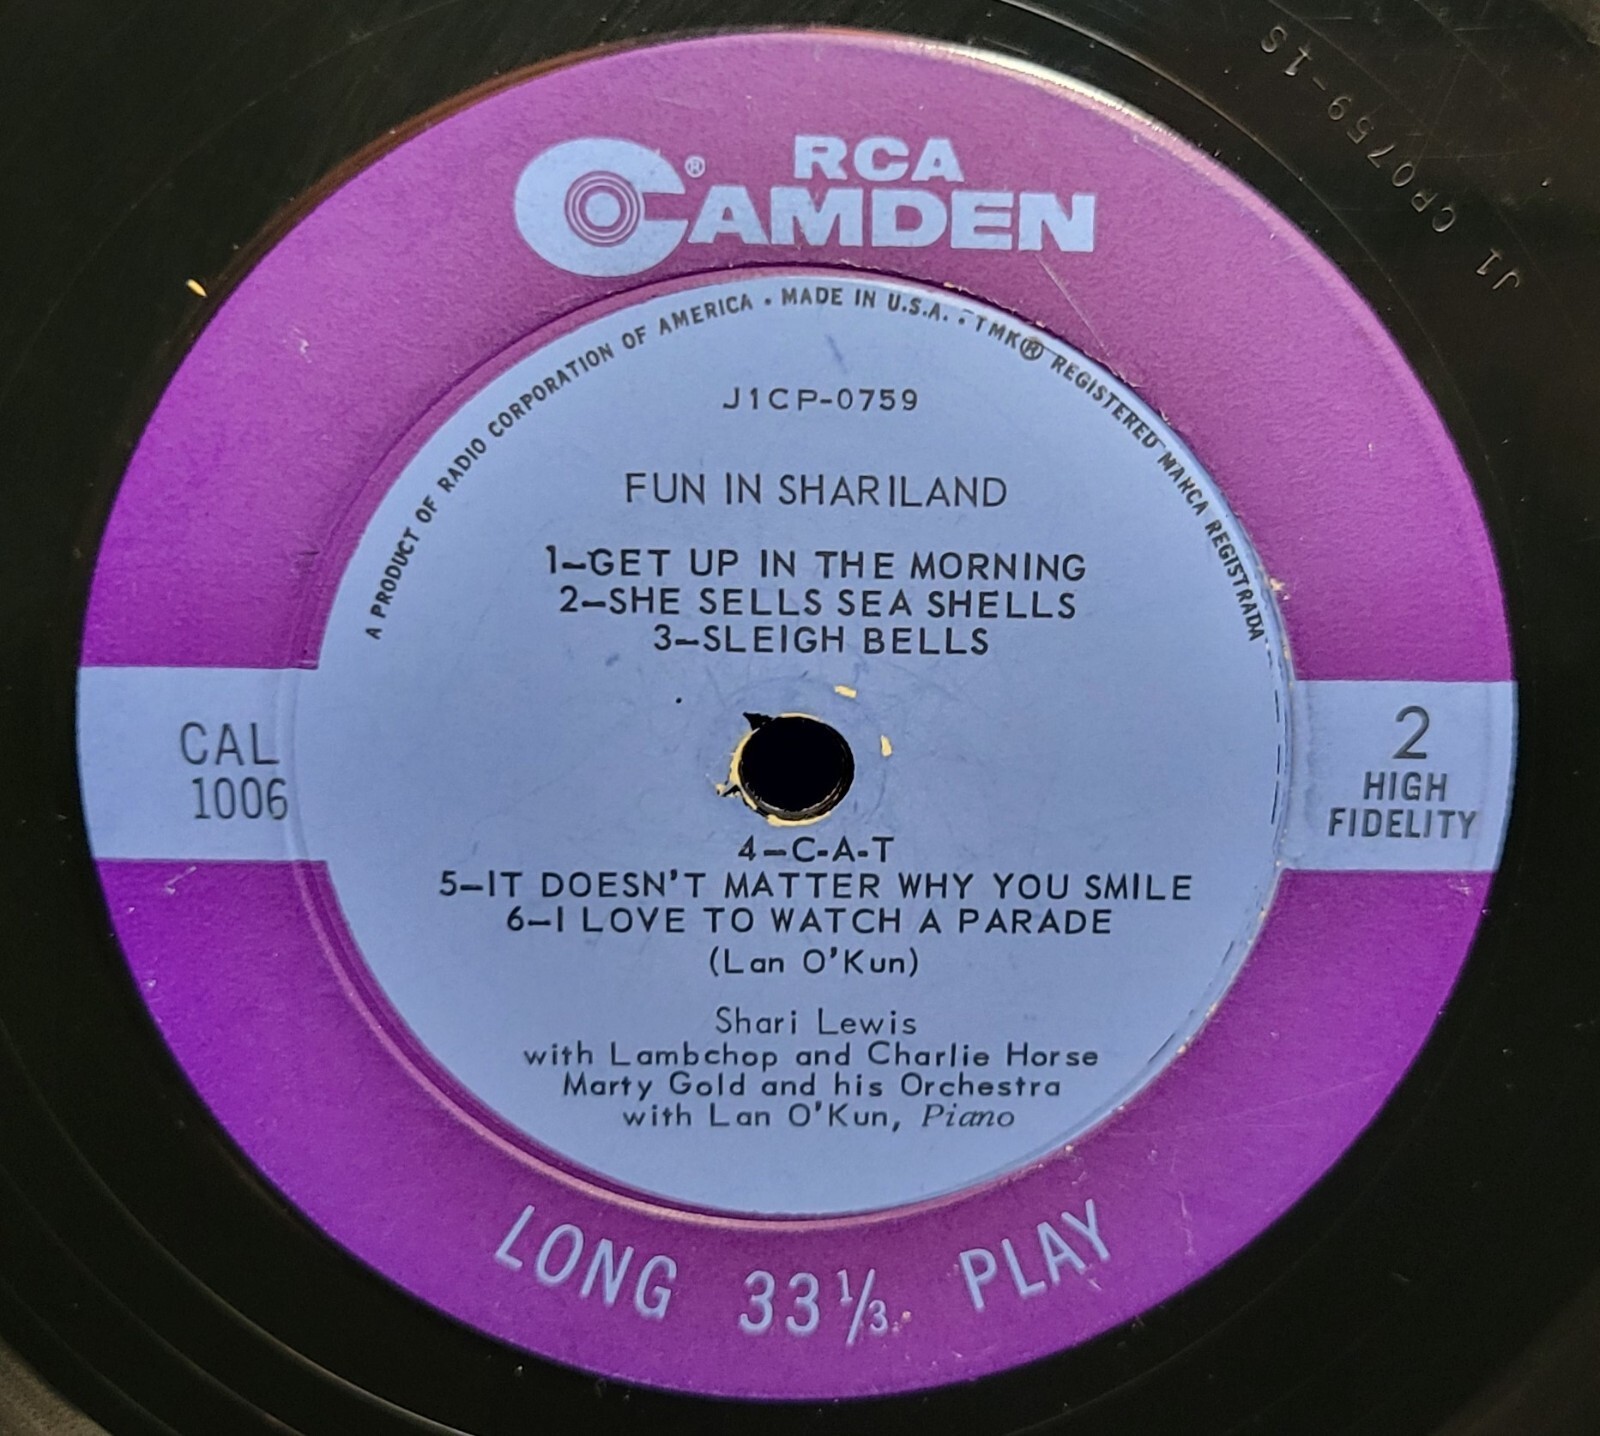 RCA
CAMDEN®
A PRODUCT OF RADIO CORPORATION OF AMERICA • MADE IN U.S.A. • TMK® REGISTERED MARCA REGISTRADA
J1CP-0759
FUN IN SHARILAND
1–GET UP IN THE MORNING
2–SHE SELLS SEA SHELLS
3–SLEIGH BELLS
CAL
1006
2
HIGH
FIDELITY
4–C-A-T
5–IT DOESN'T MATTER WHY YOU SMILE
6–I LOVE TO WATCH A PARADE
(Lan O'Kun)
Shari Lewis
with Lambchop and Charlie Horse
Marty Gold and his Orchestra
with Lan O'Kun, Piano
LONG 33⅓ PLAY
J1 CP0759-1S